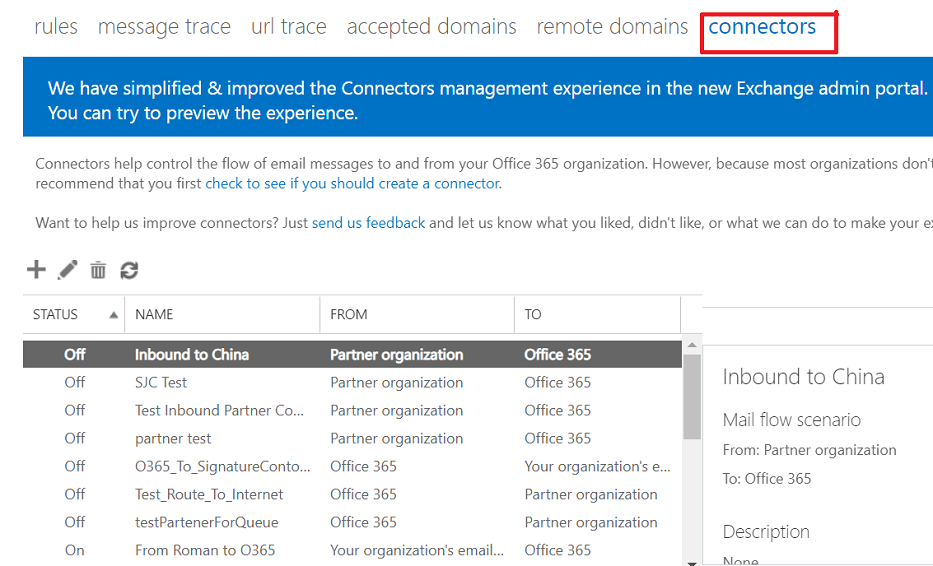 rules message trace url trace accepted domains remote domains connectors
We have simplified & improved the Connectors management experience in the new Exchange admin portal.
You can try to preview the experience.
Connectors help control the flow of email messages to and from your Office 365 organization. However, because most organizations don't
recommend that you first check to see if you should create a connector.
Want to help us improve connectors? Just send us feedback and let us know what you liked, didn't like, or what we can do to make your ex
STATUS NAME FROM TO
Off Inbound to China Partner organization Office 365
Off SJC Test Partner organization Office 365
Off Test Inbound Partner Co... Partner organization Office 365
Off partner test Partner organization Office 365
Off O365_To_SignatureConto... Office 365 Your organization's e...
Off Test_Route_To_Internet Office 365 Partner organization
Off testPartenerForQueue Office 365 Partner organization
On From Roman to O365 Your organization's email... Office 365
Inbound to China
Mail flow scenario
From: Partner organization
To: Office 365
Description
None